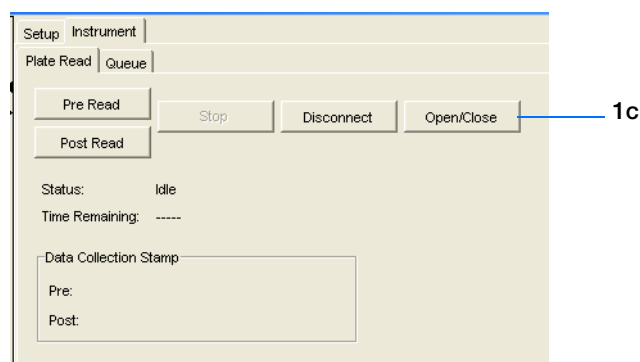 Setup Instrument
Plate Read Queue
Pre Read
Stop Disconnect Open/Close 1c
Post Read
Status: Idle
Time Remaining: -----
Data Collection Stamp
Pre:
Post: